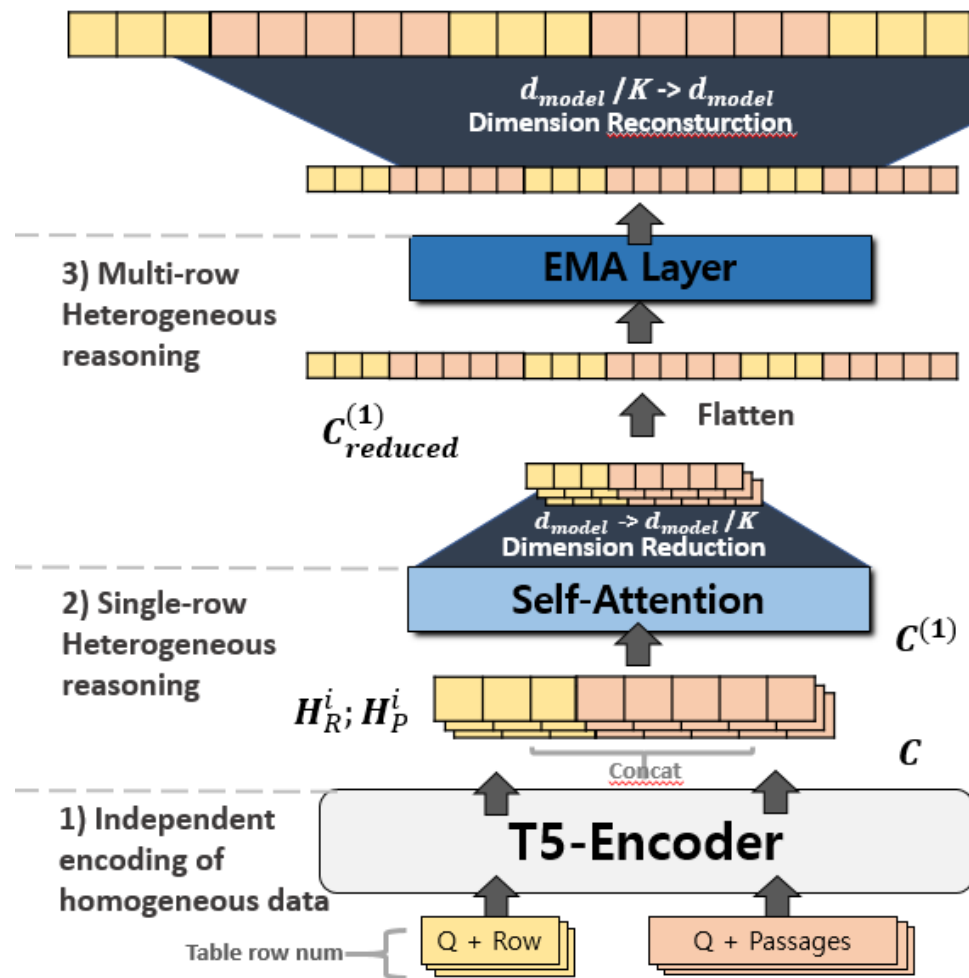 d_model /K -> d_model
Dimension Reconsturction
EMA Layer
3) Multi-row
Heterogeneous
reasoning
Flatten
C^(1)_reduced
d_model -> d_model /K
Dimension Reduction
2) Single-row
Heterogeneous
reasoning
Self-Attention
C^(1)
H^i_R; H^i_P
Concat
C
1) Independent
encoding of
homogeneous data
T5-Encoder
Table row num
Q + Row
Q + Passages